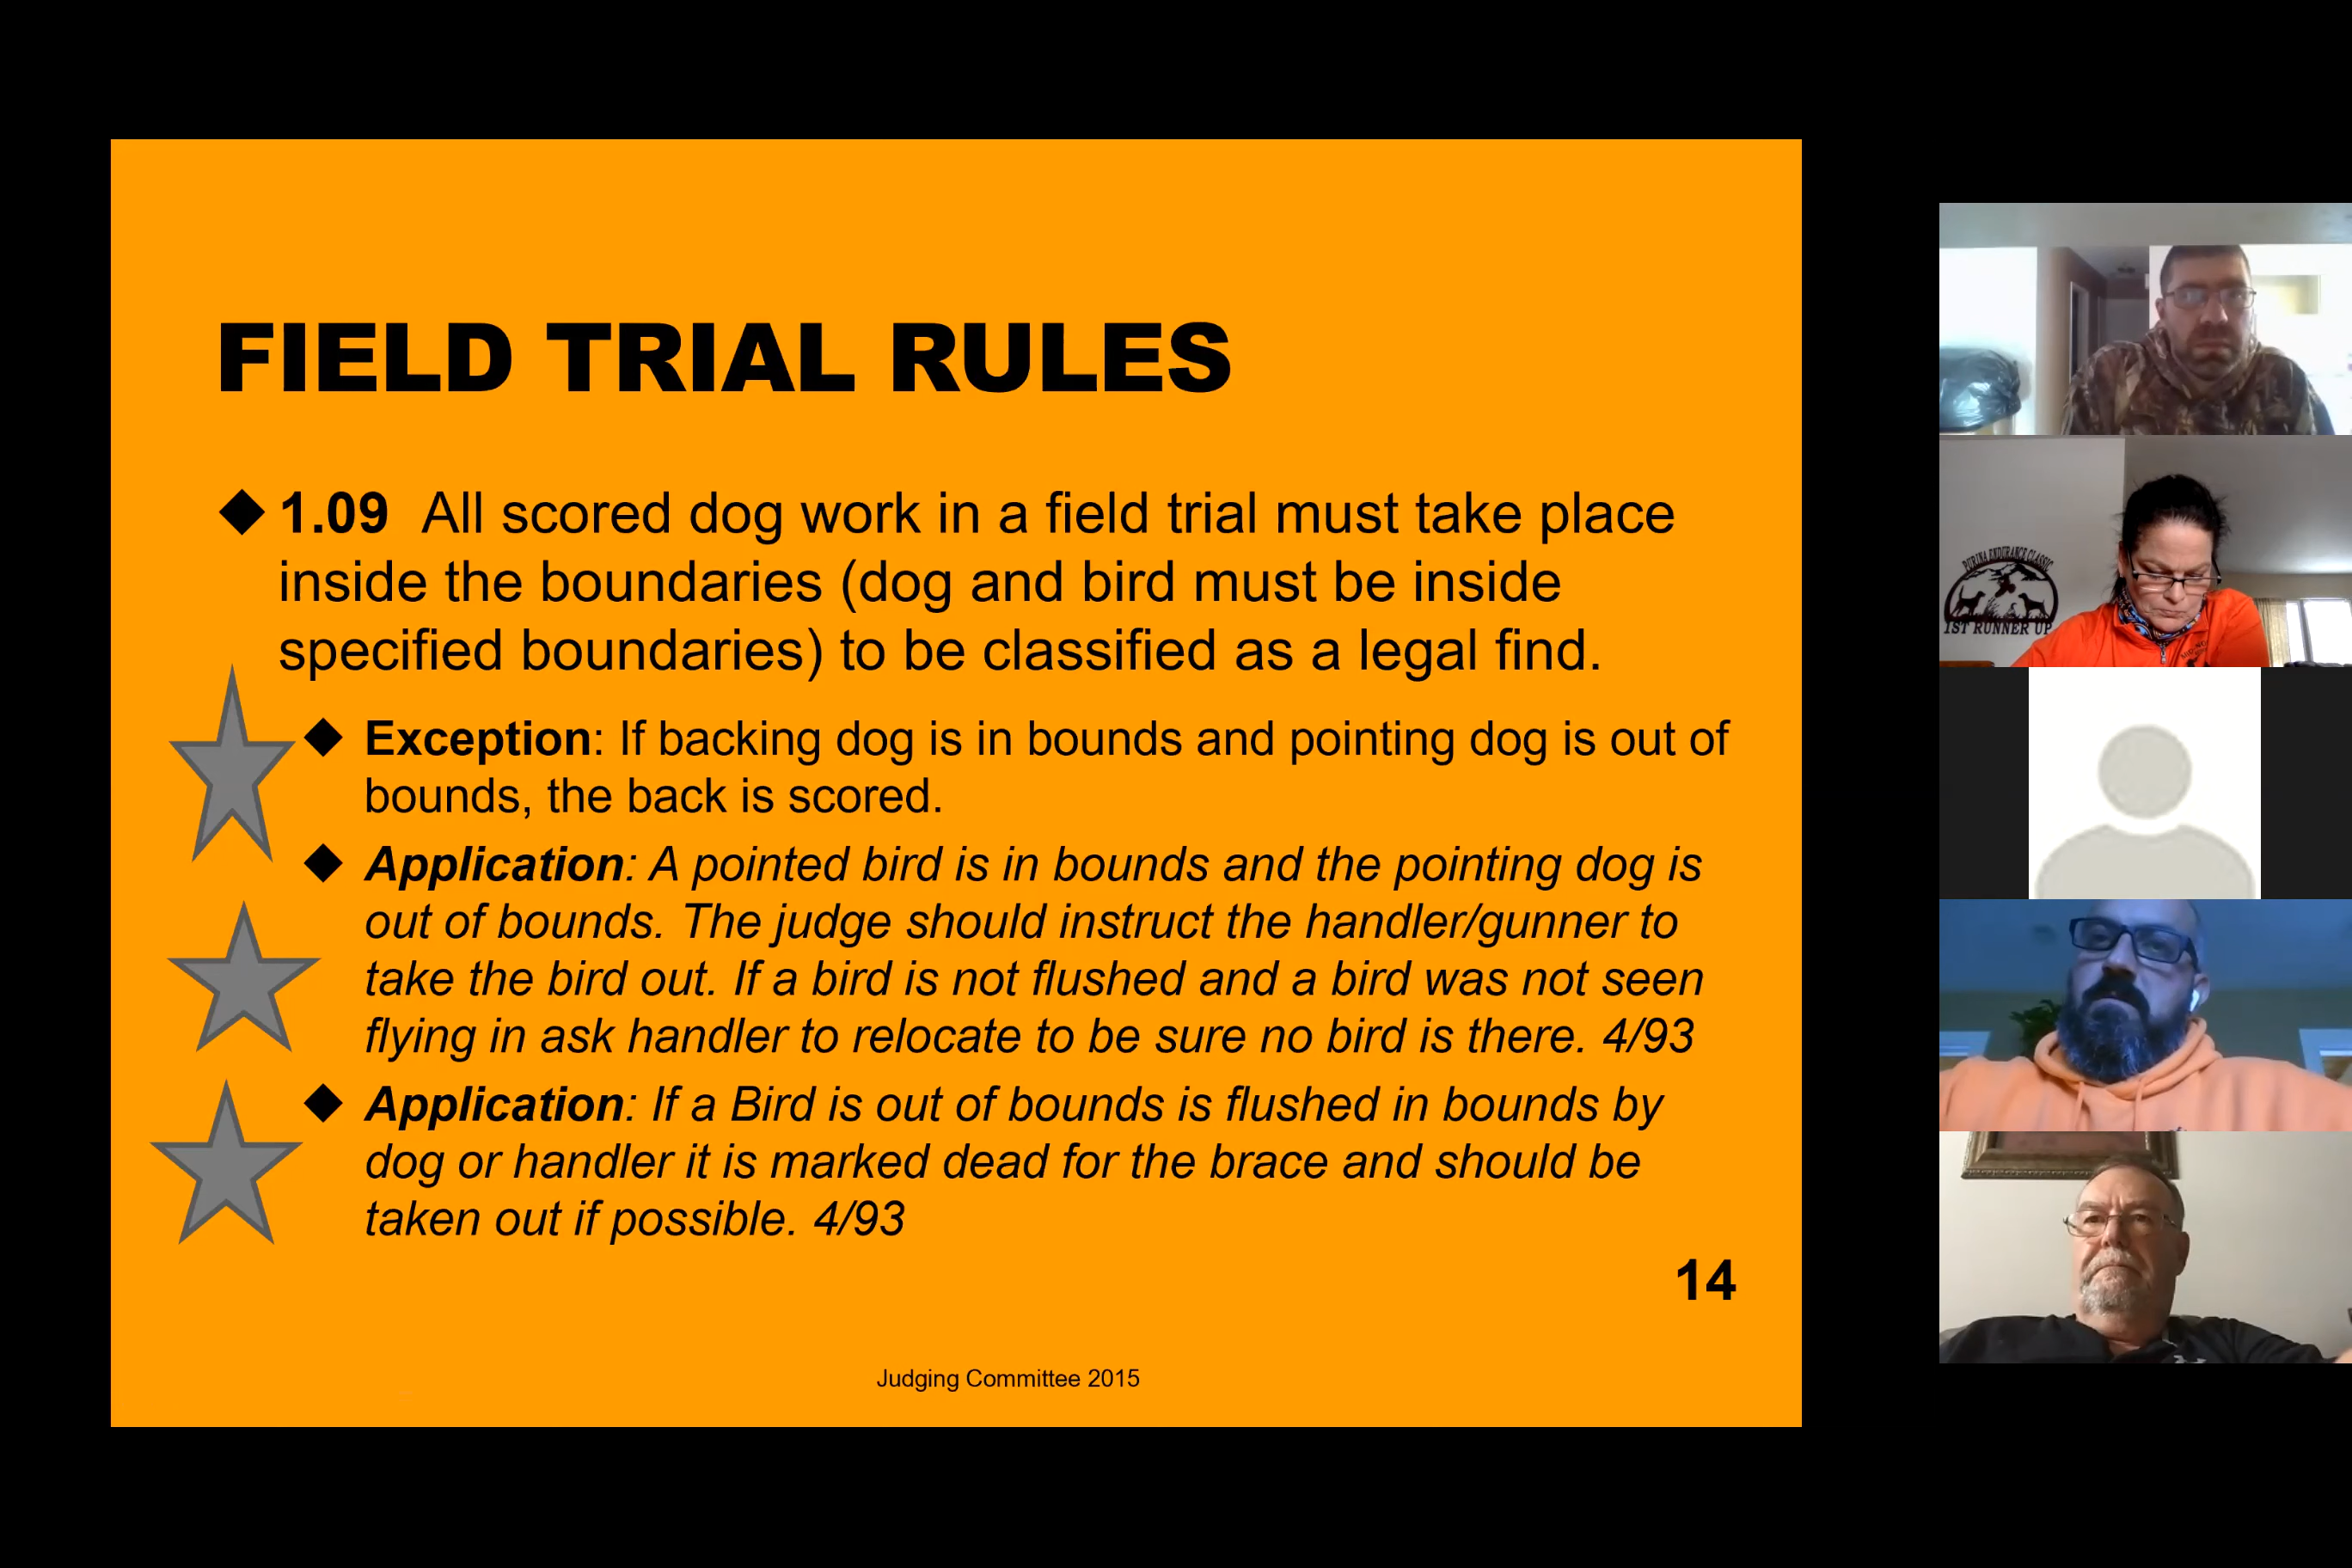 FIELD TRIAL RULES
1.09 All scored dog work in a field trial must take place
inside the boundaries (dog and bird must be inside
specified boundaries) to be classified as a legal find.
Exception: If backing dog is in bounds and pointing dog is out of
bounds, the back is scored.
Application: A pointed bird is in bounds and the pointing dog is
out of bounds. The judge should instruct the handler/gunner to
take the bird out. If a bird is not flushed and a bird was not seen
flying in ask handler to relocate to be sure no bird is there. 4/93
Application: If a Bird is out of bounds is flushed in bounds by
dog or handler it is marked dead for the brace and should be
taken out if possible. 4/93
14
Judging Committee 2015
PURINA ENDURANCE CLASSIC
1ST RUNNER UP